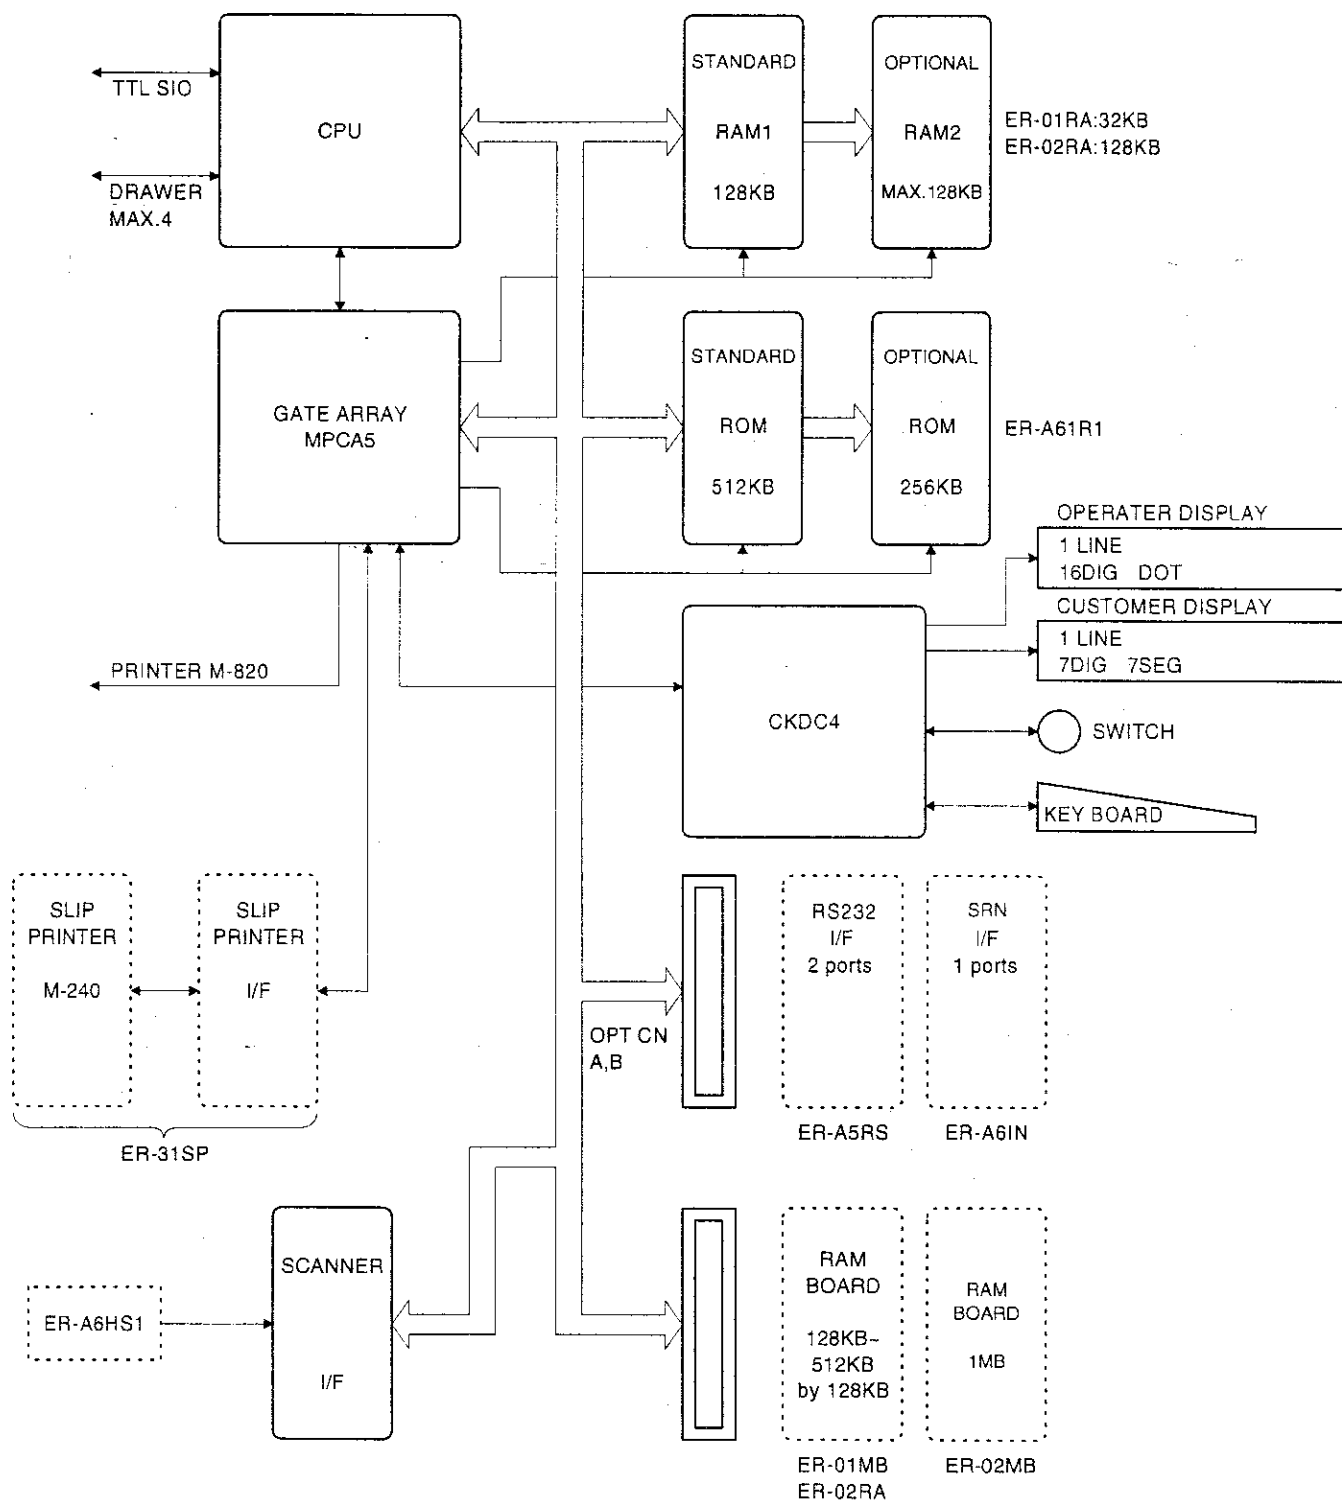 TTL SIO
CPU
DRAWER
MAX.4
STANDARD
RAM1
128KB
OPTIONAL
RAM2
MAX.128KB
ER-01RA:32KB
ER-02RA:128KB
GATE ARRAY
MPCA5
STANDARD
ROM
512KB
OPTIONAL
ROM
256KB
ER-A61R1
OPERATER DISPLAY
1 LINE
16DIG DOT
CUSTOMER DISPLAY
1 LINE
7DIG 7SEG
PRINTER M-820
CKDC4
SWITCH
KEY BOARD
SLIP
PRINTER
M-240
SLIP
PRINTER
I/F
ER-31SP
OPT CN
A,B
RS232
I/F
2 ports
ER-A5RS
SRN
I/F
1 ports
ER-A6IN
ER-A6HS1
SCANNER
I/F
RAM
BOARD
128KB~
512KB
by 128KB
ER-01MB
ER-02RA
RAM
BOARD
1MB
ER-02MB